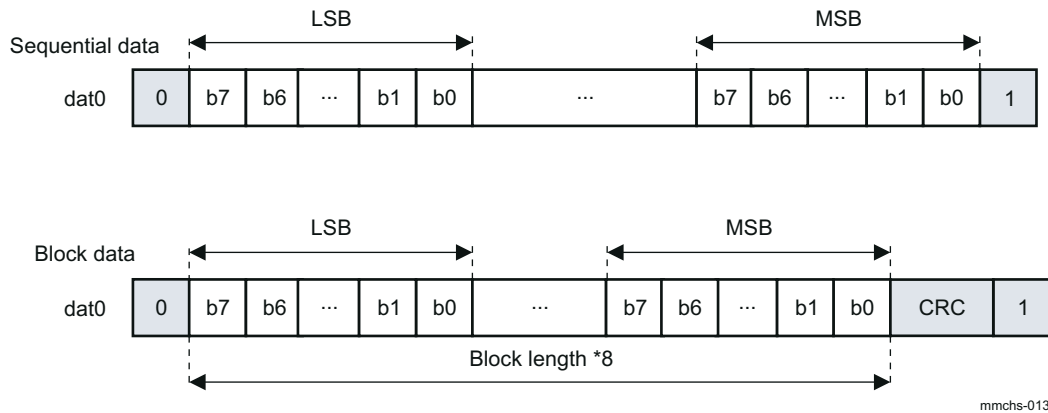 LSB MSB
Sequential data
dat0 0 b7 b6 ... b1 b0 ... b7 b6 ... b1 b0 1
LSB MSB
Block data
dat0 0 b7 b6 ... b1 b0 ... b7 b6 ... b1 b0 CRC 1
Block length *8
mmchs-013